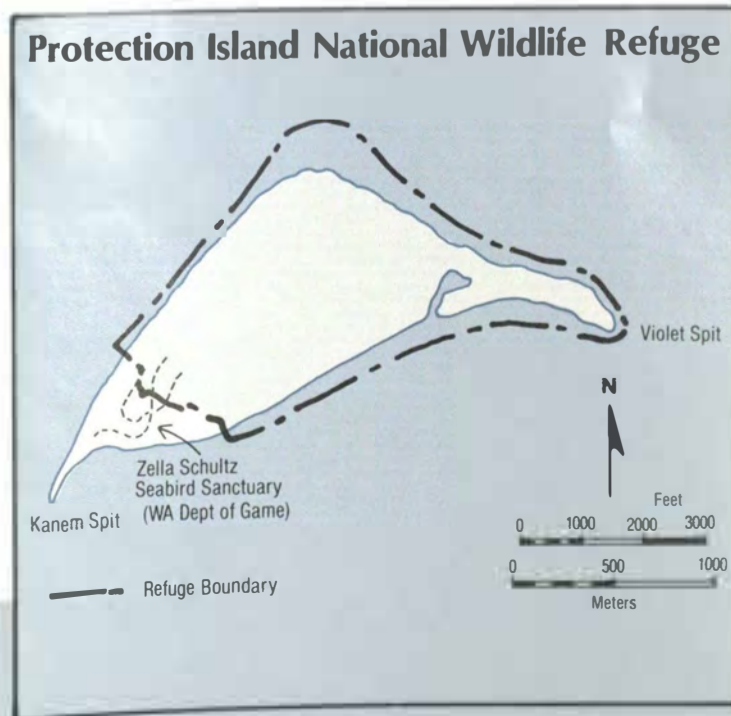 Protection Island National Wildlife Refuge
Violet Spit
N
Zella Schultz
Seabird Sanctuary
(WA Dept of Game)
Kanem Spit
Feet
0 1000 2000 3000
0 500 1000
Meters
Refuge Boundary